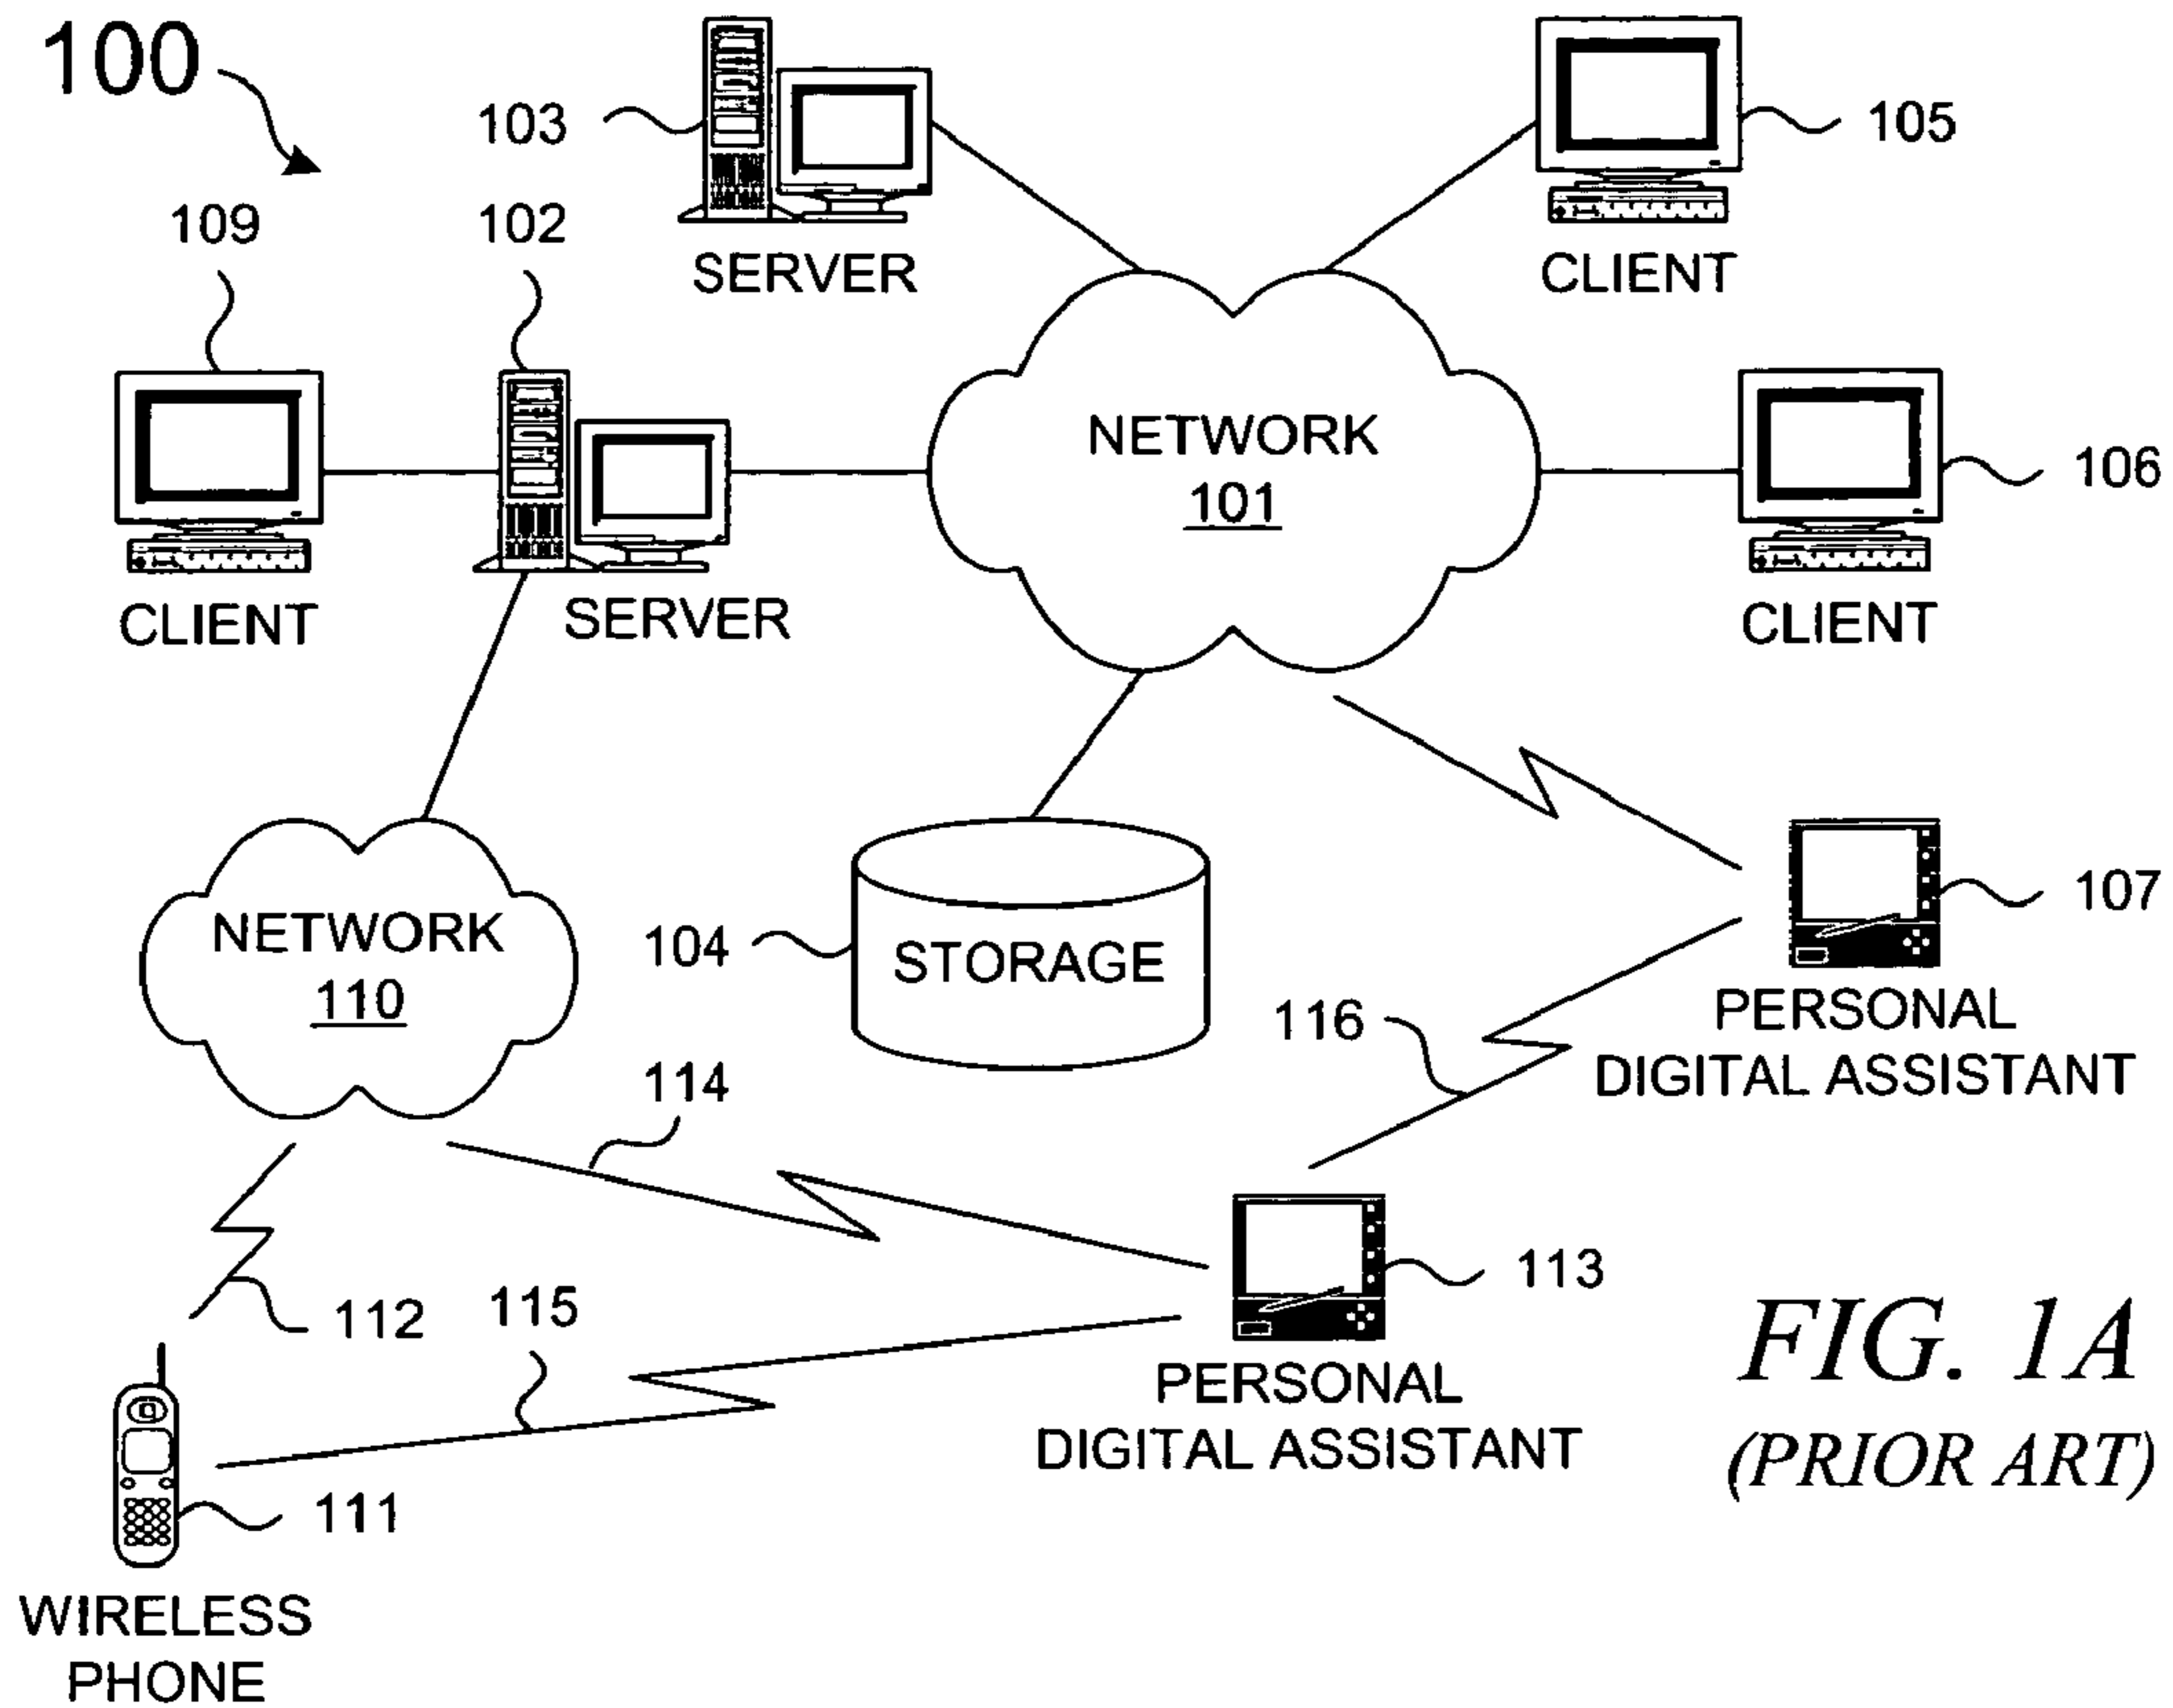 100
103
105
109
102
SERVER
CLIENT
NETWORK
101
106
CLIENT
SERVER
CLIENT
NETWORK
110
104
STORAGE
107
PERSONAL
DIGITAL ASSISTANT
116
114
113
112
115
PERSONAL
DIGITAL ASSISTANT
111
WIRELESS
PHONE
FIG. 1A
(PRIOR ART)